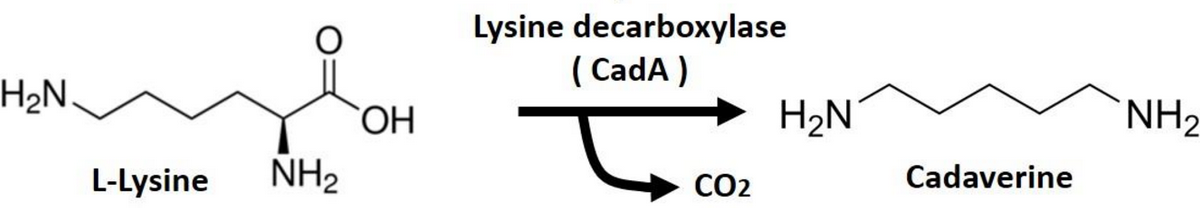 Lysine decarboxylase
( CadA )
O
H₂N
OH
NH₂
L-Lysine
CO₂
H₂N
NH₂
Cadaverine